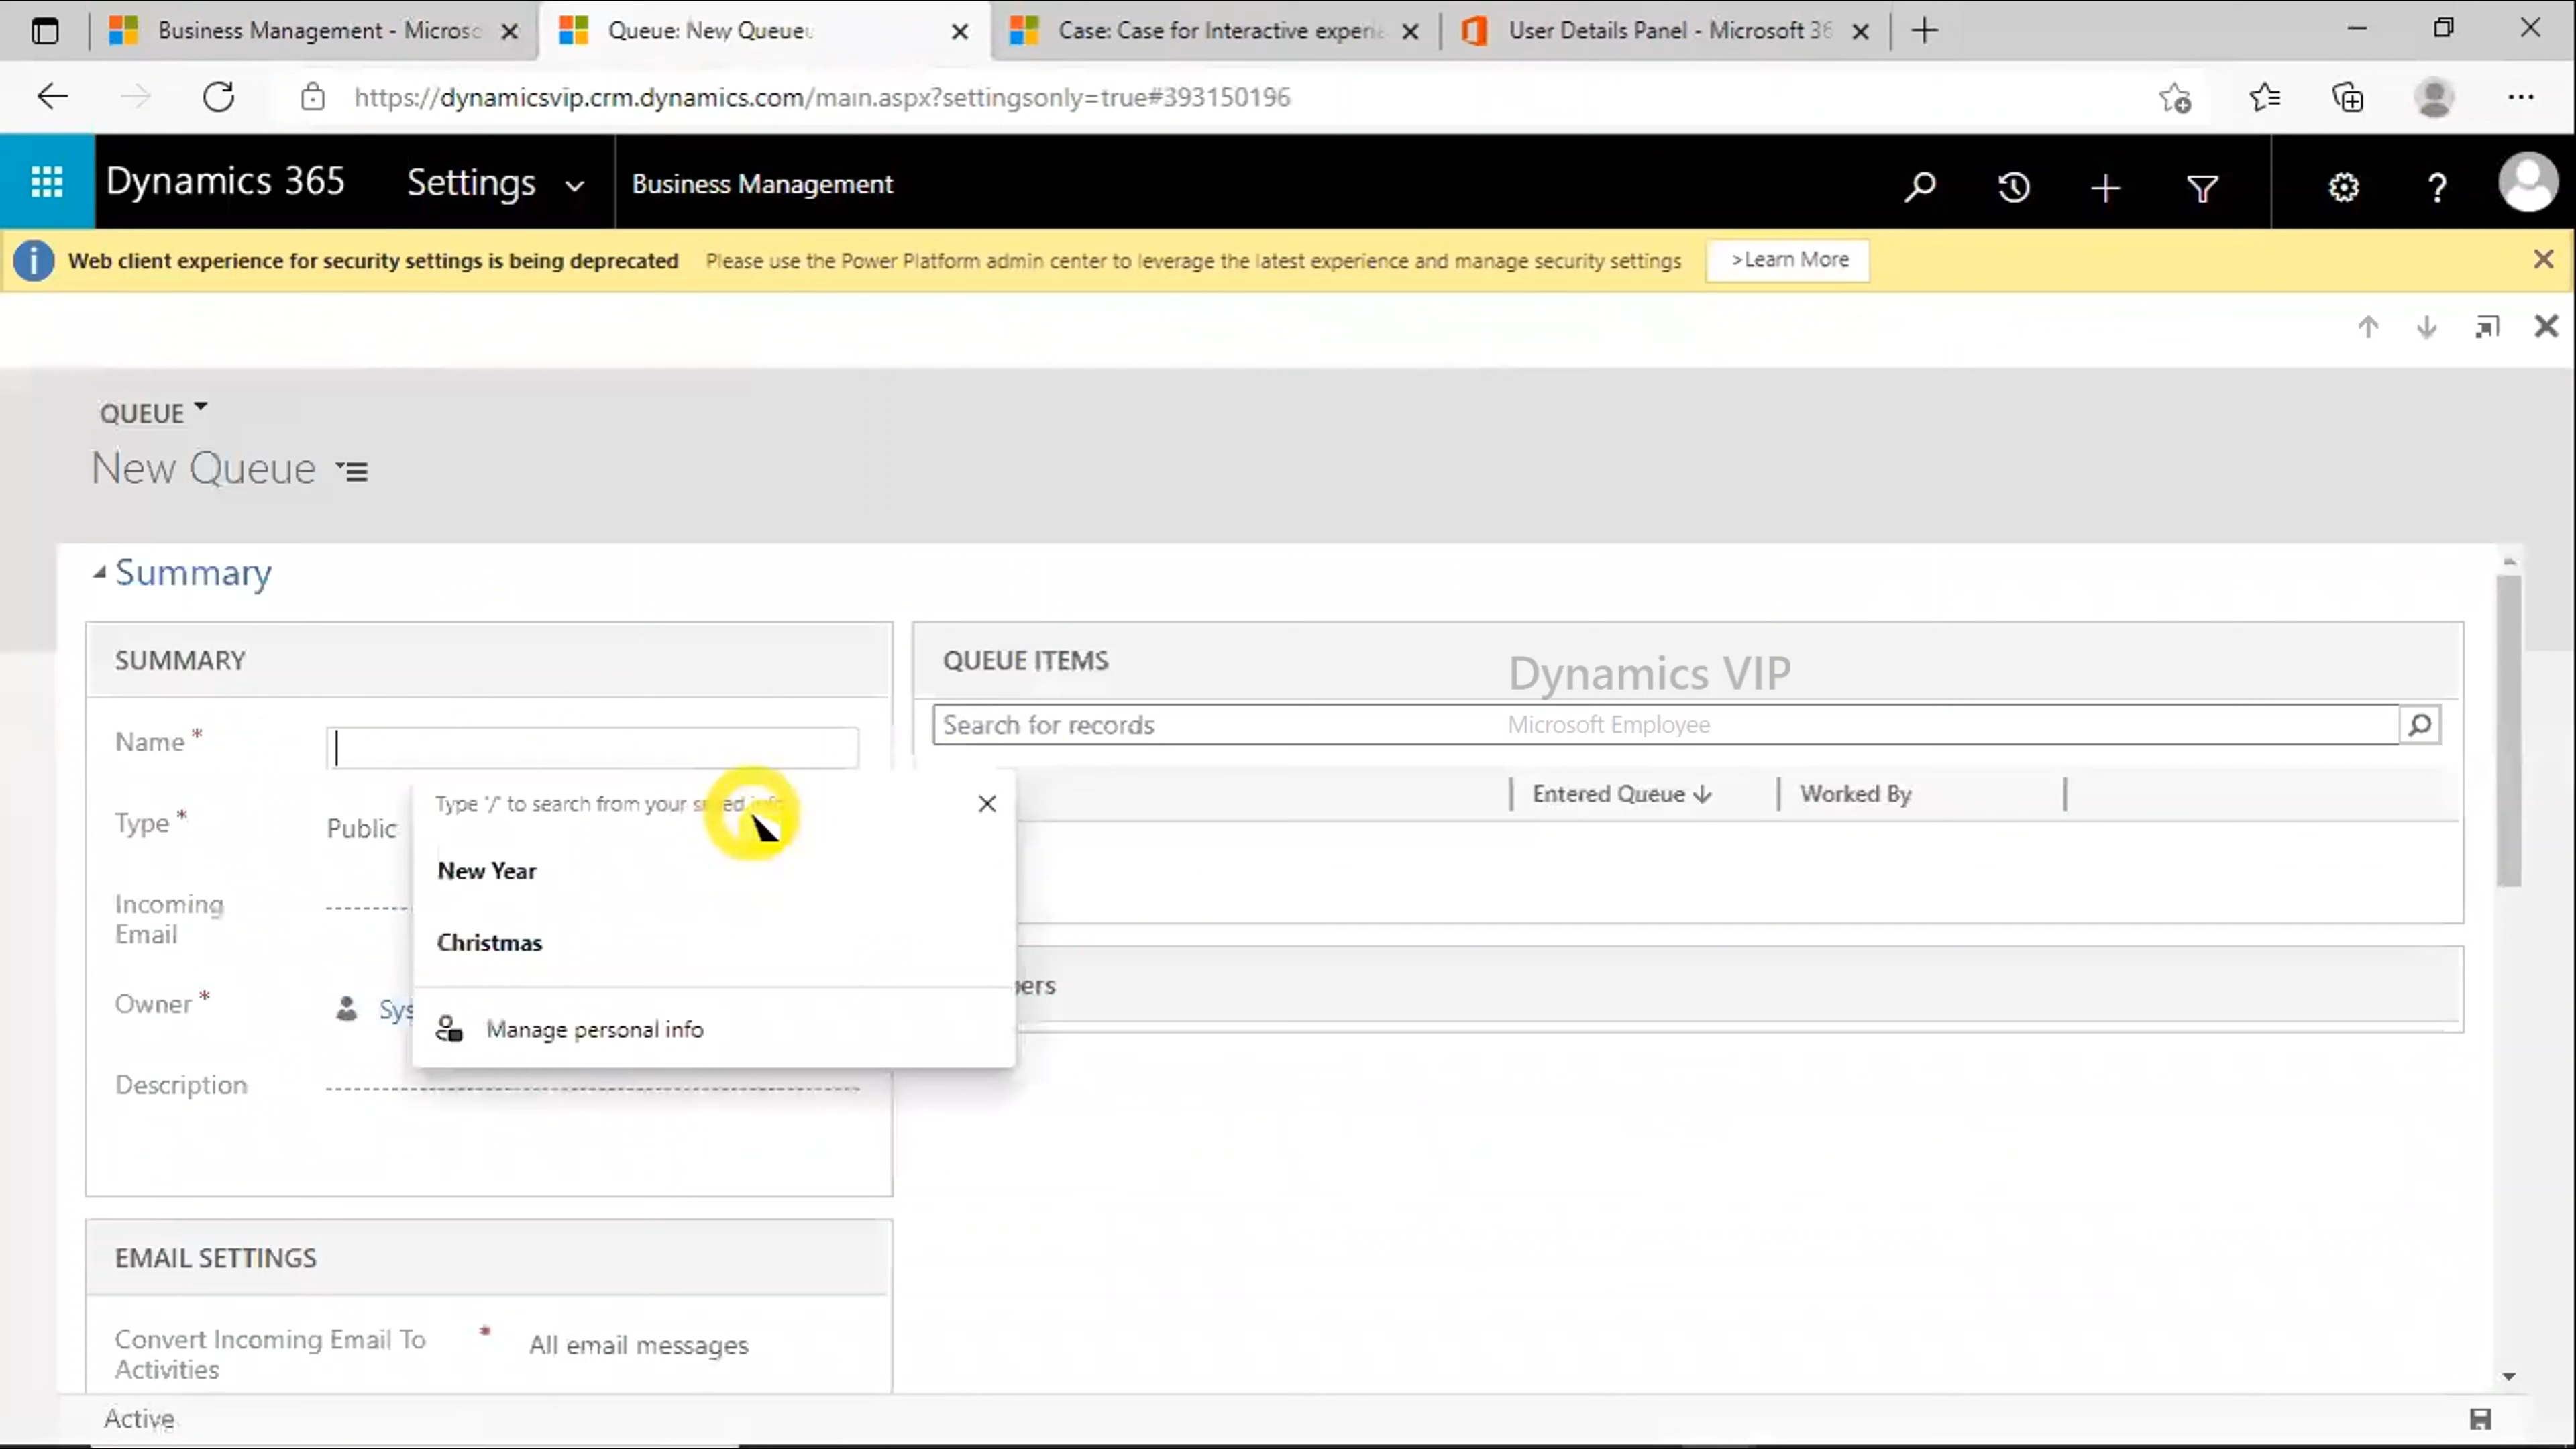 Business Management - Microso
Queue: New Queue
Case: Case for Interactive experi
User Details Panel - Microsoft 36
https://dynamicsvip.crm.dynamics.com/main.aspx?settingsonly=true#393150196
Dynamics 365
Settings
Business Management
Web client experience for security settings is being deprecated Please use the Power Platform admin center to leverage the latest experience and manage security settings
>Learn More
QUEUE
New Queue
Summary
SUMMARY
Name *
Type *
Public
Incoming
Email
Owner *
Sys
Description
Type '/' to search from your saved info
New Year
Christmas
Manage personal info
QUEUE ITEMS
Dynamics VIP
Search for records
Microsoft Employee
Entered Queue
Worked By
bers
EMAIL SETTINGS
Convert Incoming Email To
Activities
*
All email messages
Active